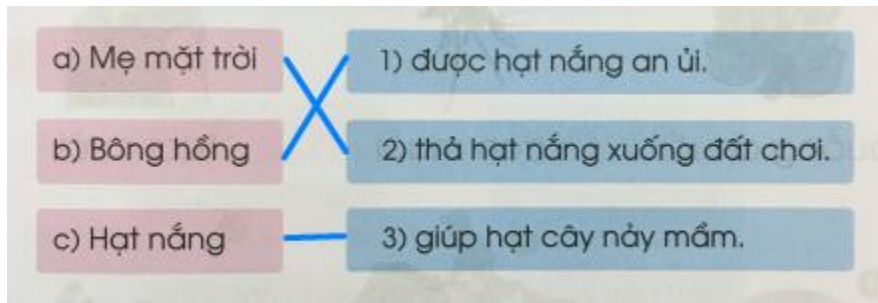 a) Mẹ mặt trời 1) được hạt nắng an ủi.
b) Bông hồng 2) thả hạt nắng xuống đất chơi.
c) Hạt nắng 3) giúp hạt cây nảy mầm.